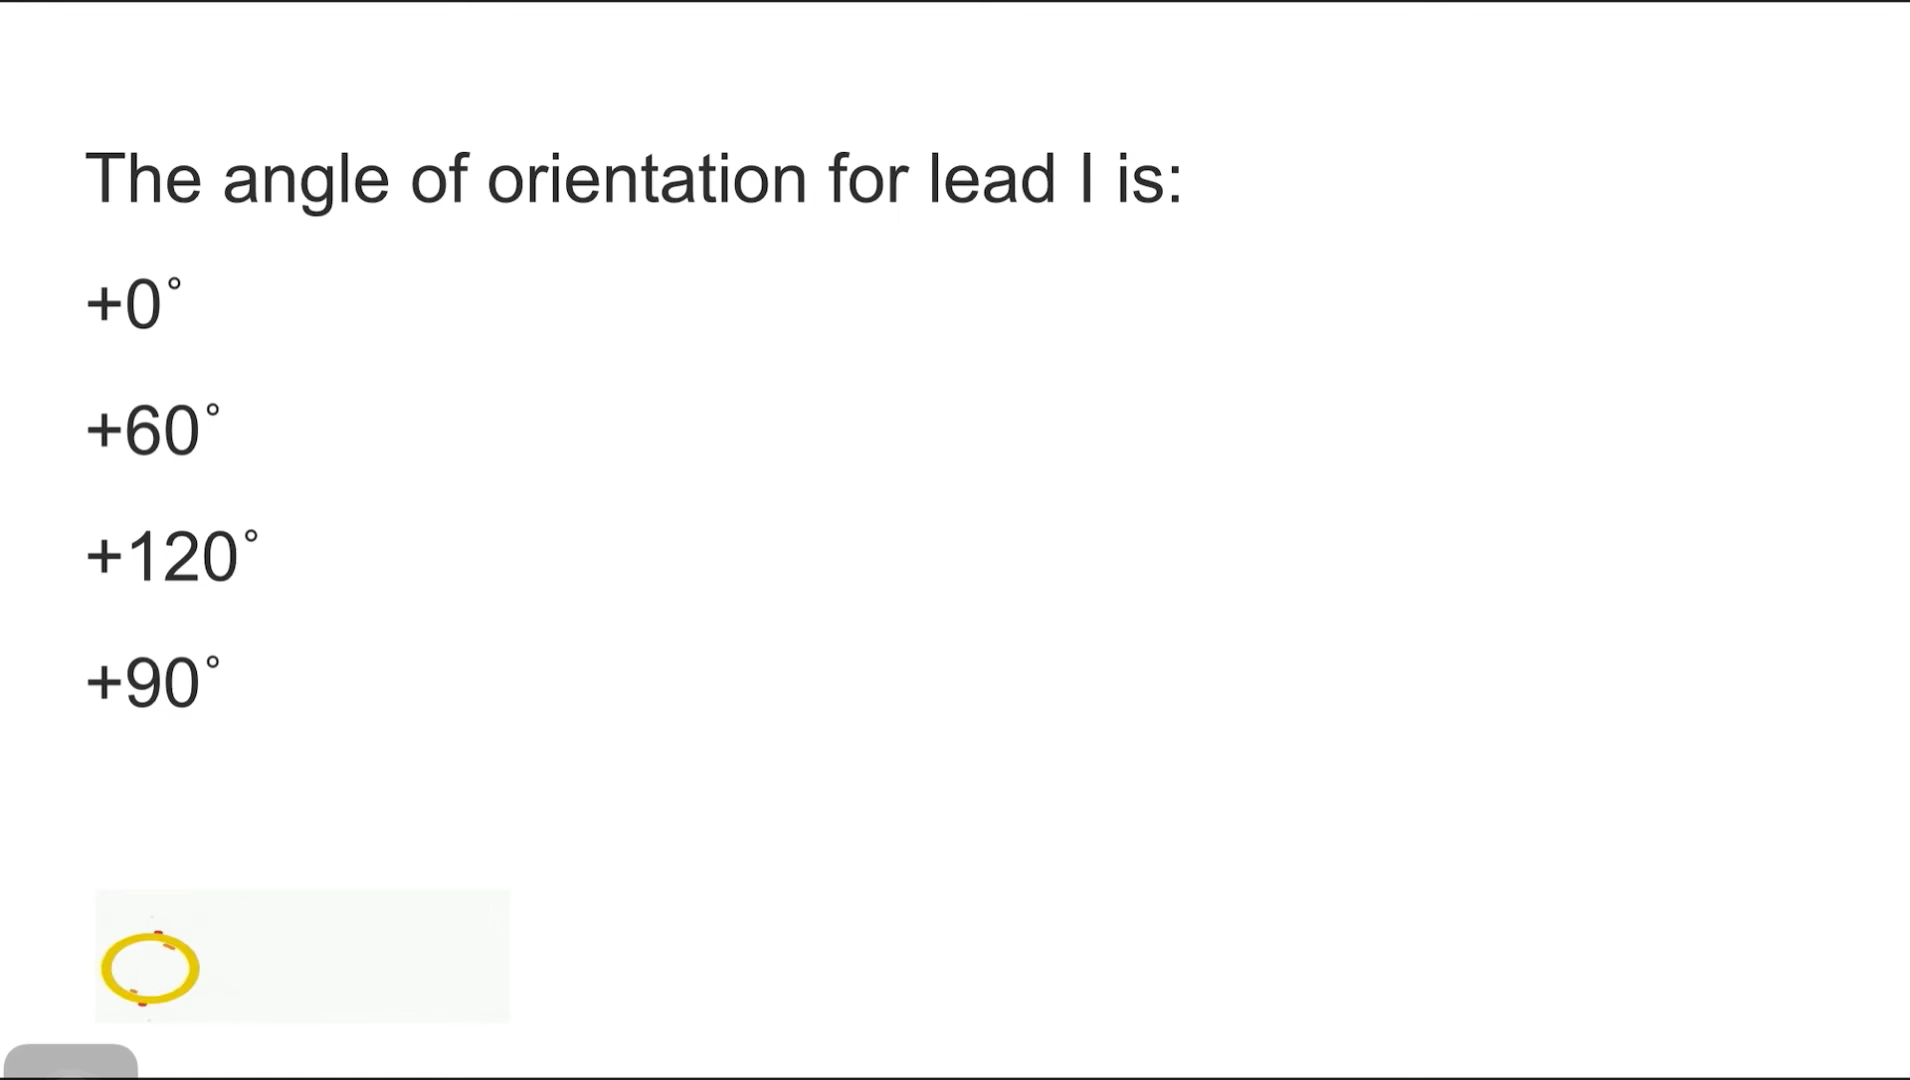 The angle of orientation for lead I is:
+0°
+60°
+120°
+90°